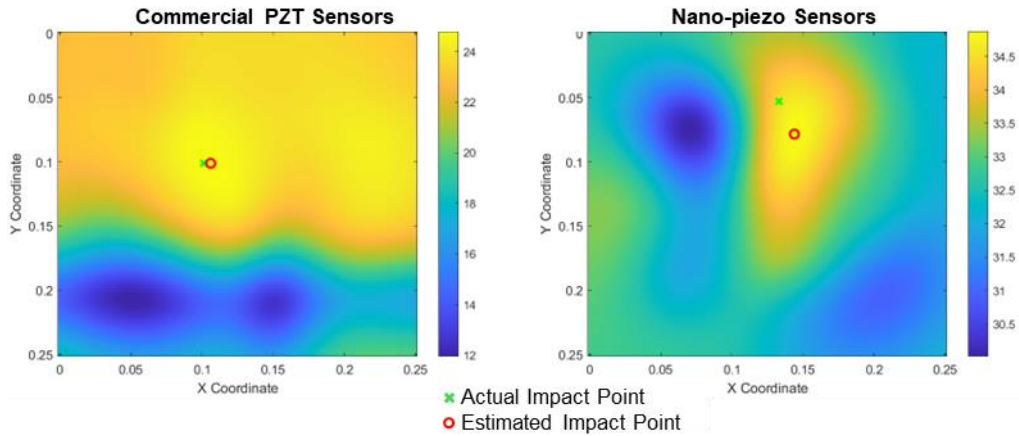 Commercial PZT Sensors
0
0.05
0.1
0.15
0.2
0.25
Y Coordinate
0 0.05 0.1 0.15 0.2 0.25
X Coordinate
24
22
20
18
16
14
12
Nano-piezo Sensors
0
0.05
0.1
0.15
0.2
0.25
Y Coordinate
0 0.05 0.1 0.15 0.2 0.25
X Coordinate
34.5
34
33.5
33
32.5
32
31.5
31
30.5
Actual Impact Point
Estimated Impact Point